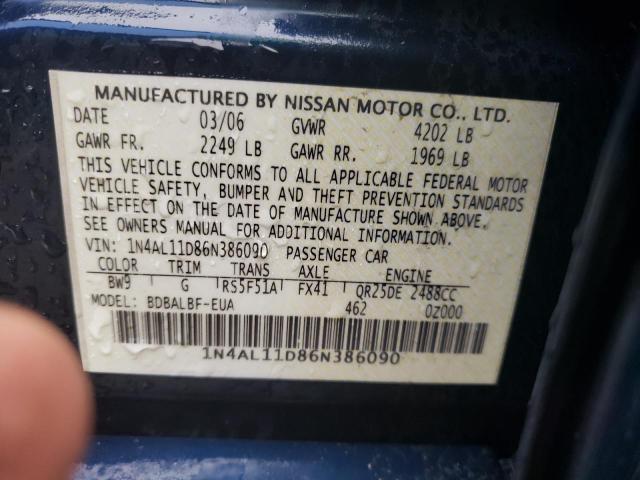 MANUFACTURED BY NISSAN MOTOR CO., LTD.
DATE 03/06 GVWR 4202 LB
GAWR FR. 2249 LB GAWR RR. 1969 LB
THIS VEHICLE CONFORMS TO ALL APPLICABLE FEDERAL MOTOR
VEHICLE SAFETY, BUMPER AND THEFT PREVENTION STANDARDS
IN EFFECT ON THE DATE OF MANUFACTURE SHOWN ABOVE.
SEE OWNERS MANUAL FOR ADDITIONAL INFORMATION.
VIN: 1N4AL11D86N386090 PASSENGER CAR
COLOR TRIM TRANS AXLE ENGINE
BW9 G RS5F51A FX41 QR25DE 2488CC
MODEL: BDBALBF-EUA 462 0Z000
1N4AL11D86N386090